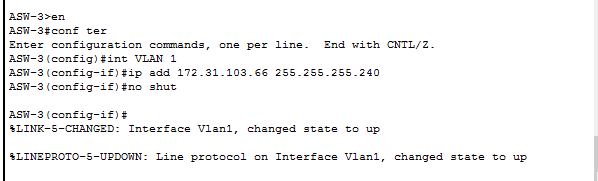 ASW-3>en
ASW-3#conf ter
Enter configuration commands, one per line.  End with CNTL/Z.
ASW-3(config)#int VLAN 1
ASW-3(config-if)#ip add 172.31.103.66 255.255.255.240
ASW-3(config-if)#no shut
ASW-3(config-if)#
%LINK-5-CHANGED: Interface Vlan1, changed state to up
%LINEPROTO-5-UPDOWN: Line protocol on Interface Vlan1, changed state to up